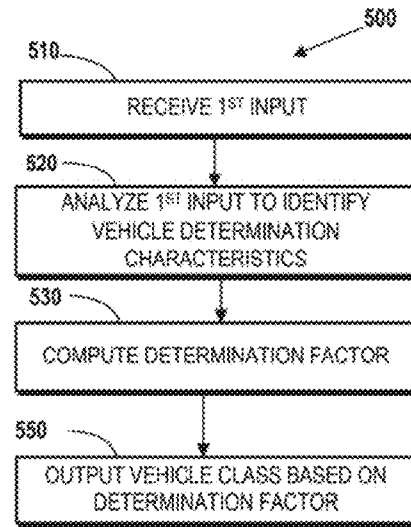 500
510
RECEIVE 1ST INPUT
520
ANALYZE 1ST INPUT TO IDENTIFY
VEHICLE DETERMINATION
CHARACTERISTICS
530
COMPUTE DETERMINATION FACTOR
550
OUTPUT VEHICLE CLASS BASED ON
DETERMINATION FACTOR